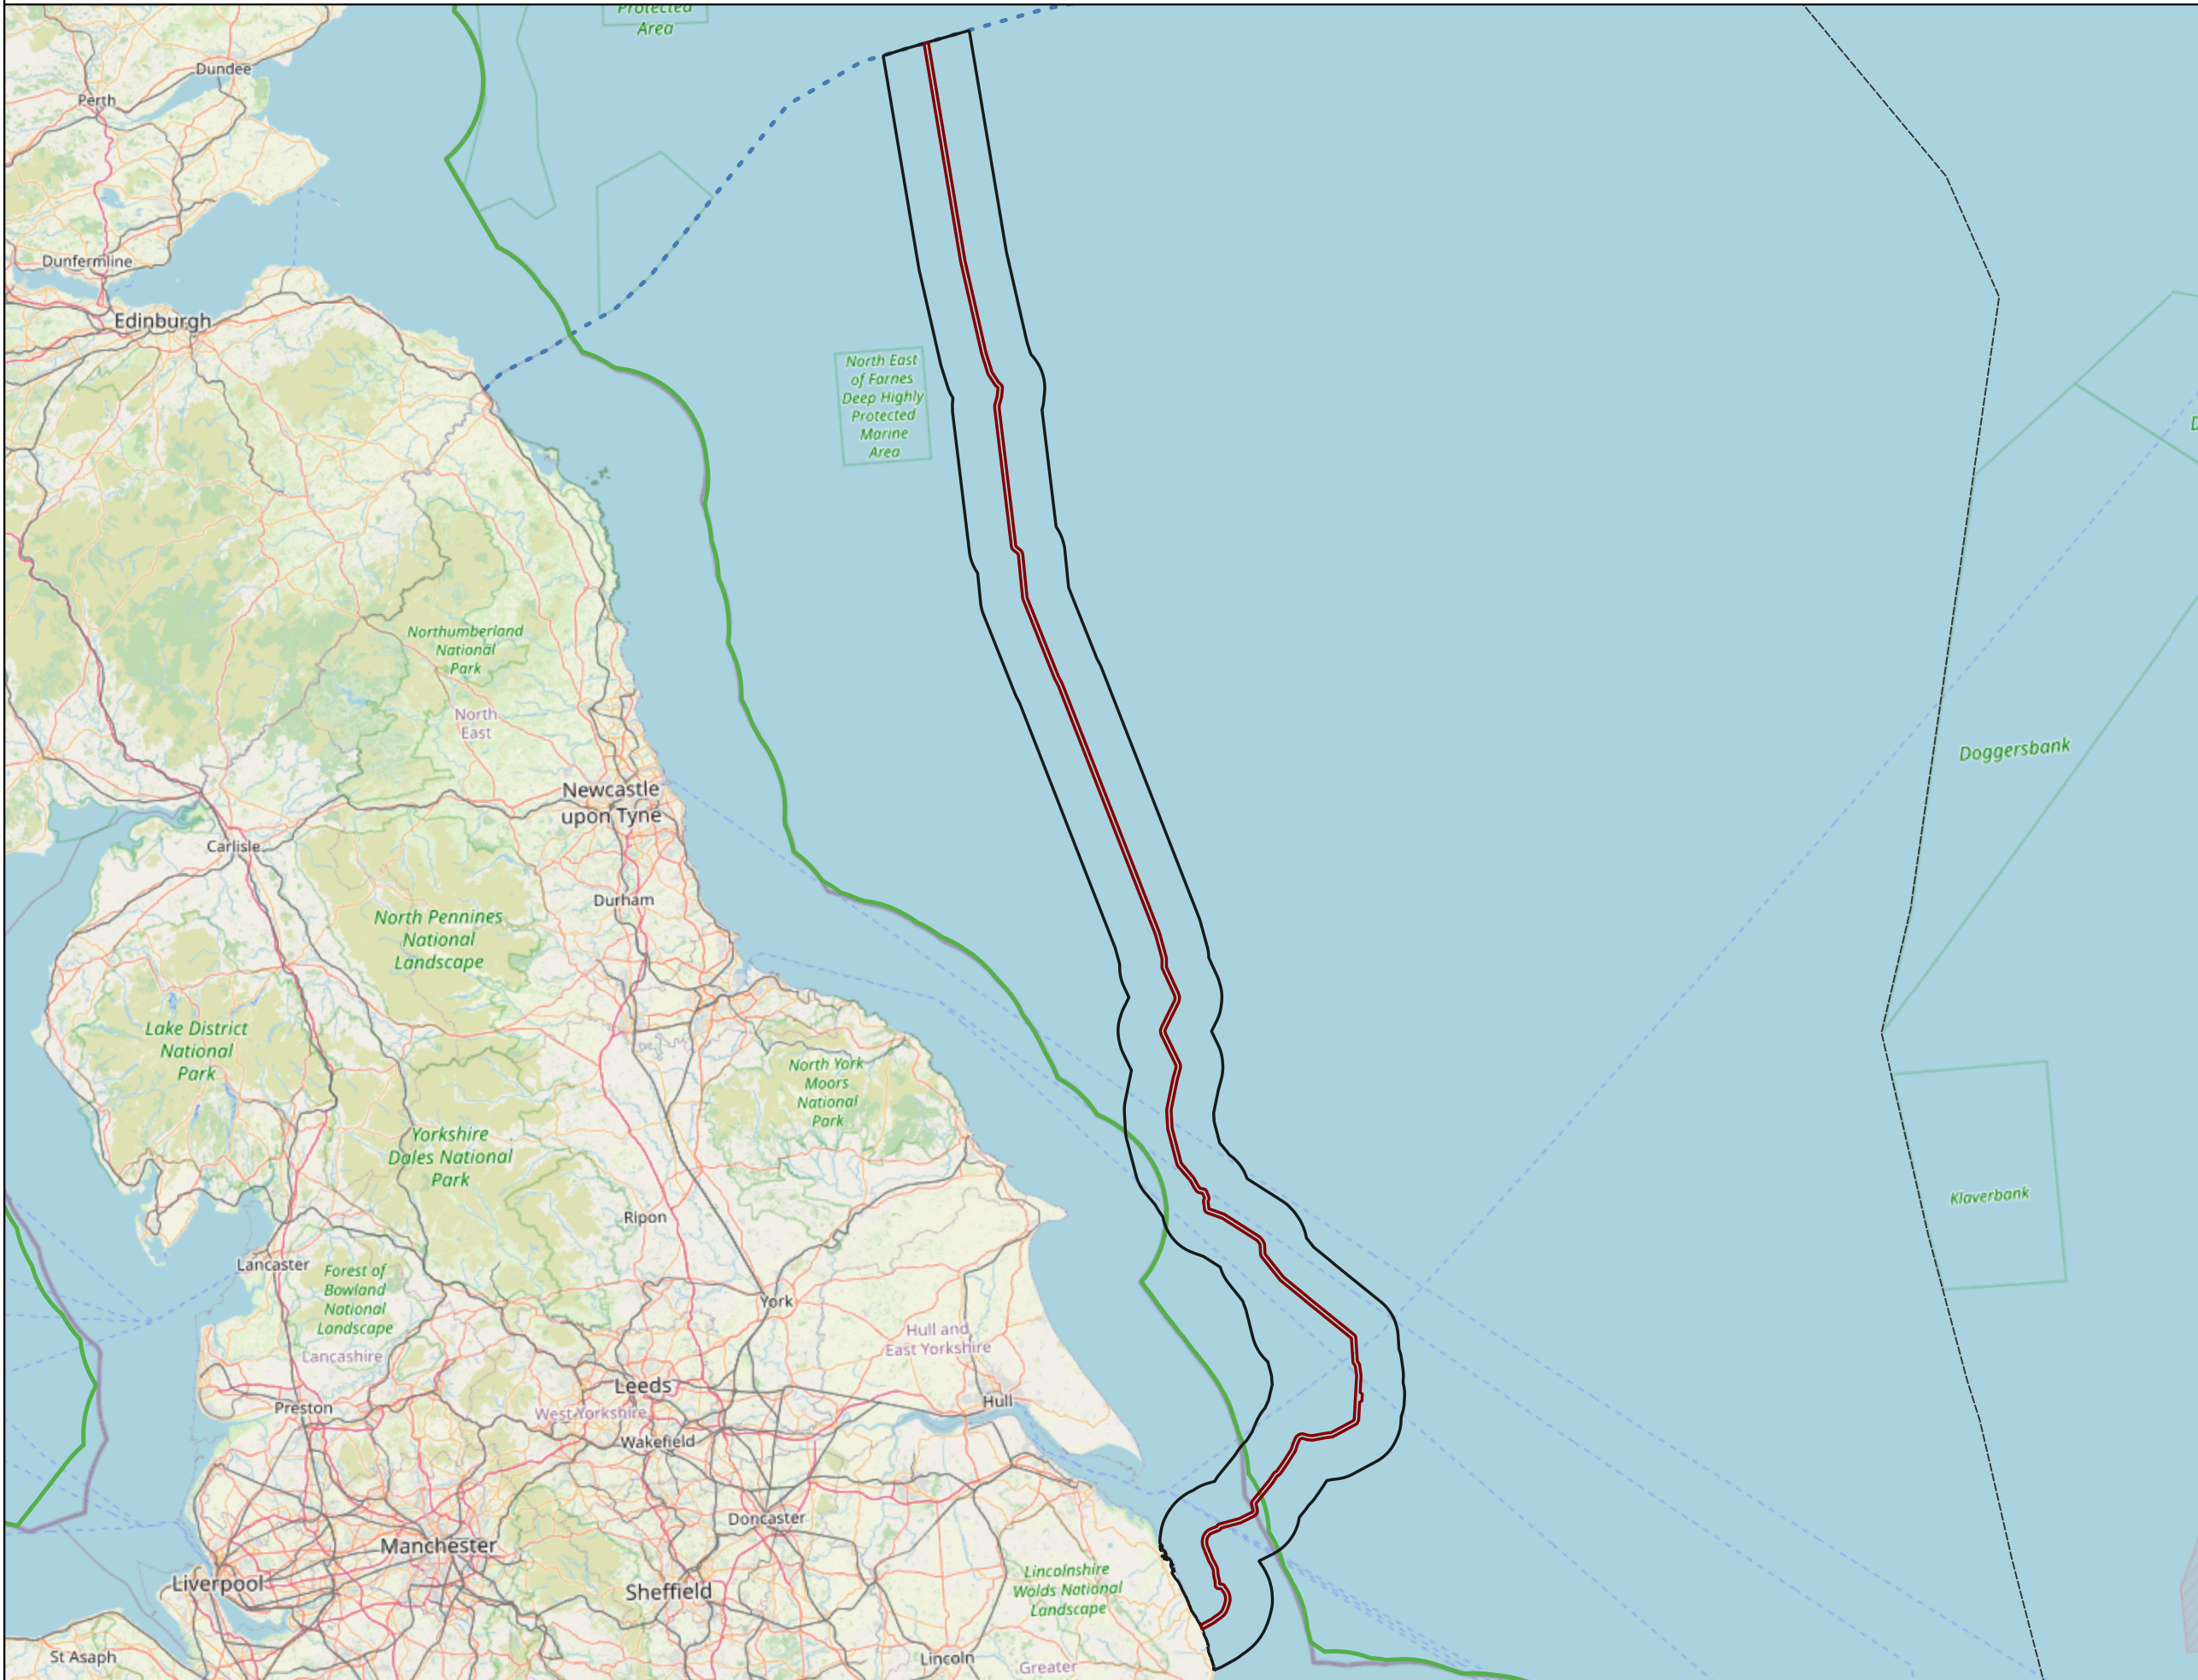 Protected
Area
Dundee
Perth
Dunfermline
Edinburgh
North East
of Farnes
Deep Highly
Protected
Marine
Area
Northumberland
National
Park
North
East
Doggersbank
Newcastle
upon Tyne
Carlisle
Durham
North Pennines
National
Landscape
Lake District
National
Park
North York
Moors
National
Park
Yorkshire
Dales National
Park
Klaverbank
Ripon
Lancaster
Forest of
Bowland
National
Landscape
York
Hull and
East Yorkshire
Lancashire
Leeds
Hull
Preston
West Yorkshire
Wakefield
Doncaster
Manchester
Liverpool
Sheffield
Lincolnshire
Wolds National
Landscape
St Asaph
Lincoln
Greater